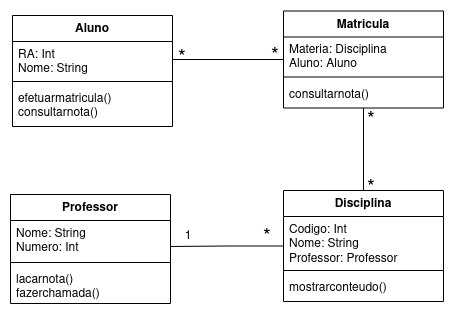 Aluno
RA: Int
Nome: String
efetuarmatricula()
consultarnota()
*
*
Matricula
Materia: Disciplina
Aluno: Aluno
consultarnota()
*
*
Professor
Nome: String
Numero: Int
lacarnota()
fazerchamada()
1
*
Disciplina
Codigo: Int
Nome: String
Professor: Professor
mostrarconteudo()